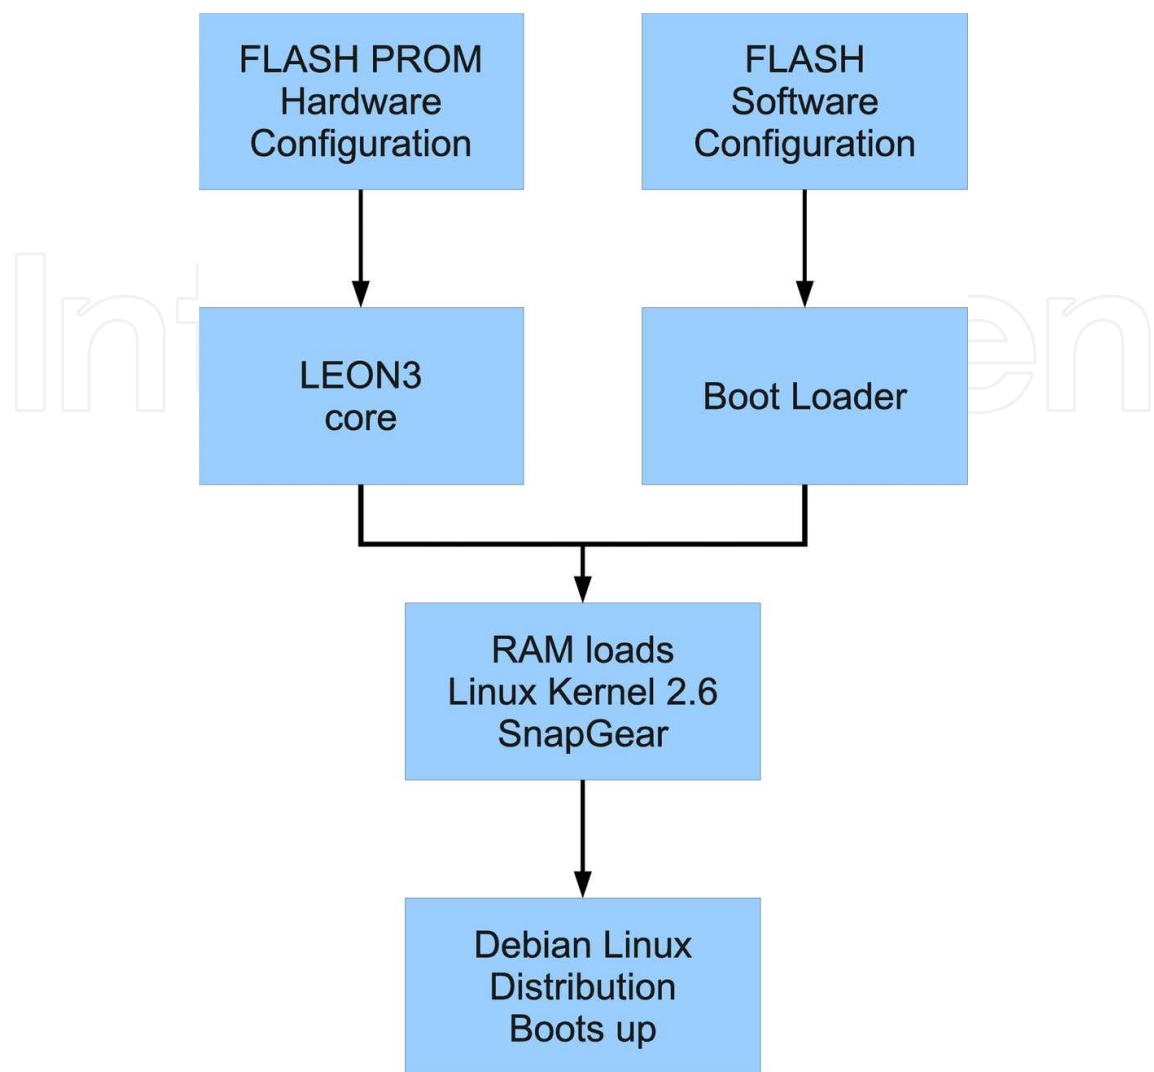 FLASH PROM
Hardware
Configuration
FLASH
Software
Configuration
LEON3
core
Boot Loader
RAM loads
Linux Kernel 2.6
SnapGear
Debian Linux
Distribution
Boots up